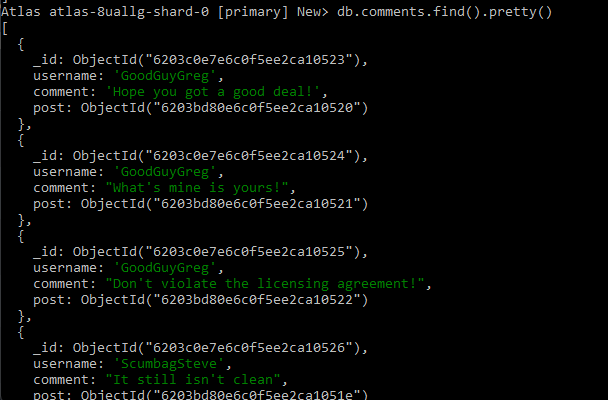 Atlas atlas-8uallg-shard-0 [primary] New> db.comments.find().pretty()
[
  {
    _id: ObjectId("6203c0e7e6c0f5ee2ca10523"),
    username: 'GoodGuyGreg',
    comment: 'Hope you got a good deal!',
    post: ObjectId("6203bd80e6c0f5ee2ca10520")
  },
  {
    _id: ObjectId("6203c0e7e6c0f5ee2ca10524"),
    username: 'GoodGuyGreg',
    comment: "What's mine is yours!",
    post: ObjectId("6203bd80e6c0f5ee2ca10521")
  },
  {
    _id: ObjectId("6203c0e7e6c0f5ee2ca10525"),
    username: 'GoodGuyGreg',
    comment: "Don't violate the licensing agreement!",
    post: ObjectId("6203bd80e6c0f5ee2ca10522")
  },
  {
    _id: ObjectId("6203c0e7e6c0f5ee2ca10526"),
    username: 'ScumbagSteve',
    comment: "It still isn't clean",
    post: ObjectId("6203bd80e6c0f5ee2ca1051e")